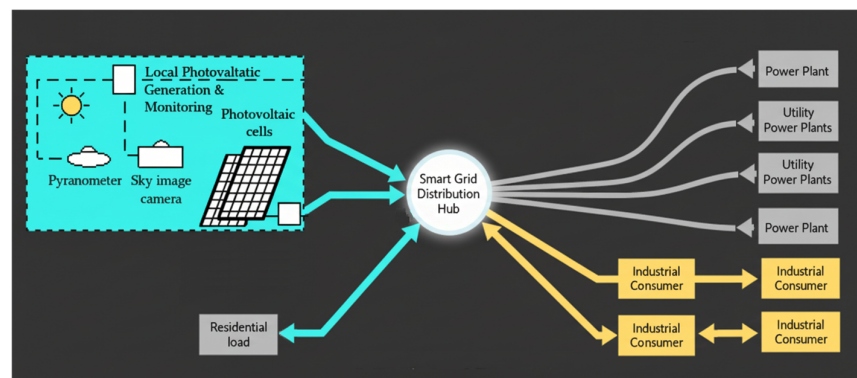 Local Photovaltatic
Generation &
Monitoring
Photovoltaic
cells
Pyranometer
Sky image
camera
Smart Grid
Distribution
Hub
Residential
load
Power Plant
Utility
Power Plants
Utility
Power Plants
Power Plant
Industrial
Consumer
Industrial
Consumer
Industrial
Consumer
Industrial
Consumer